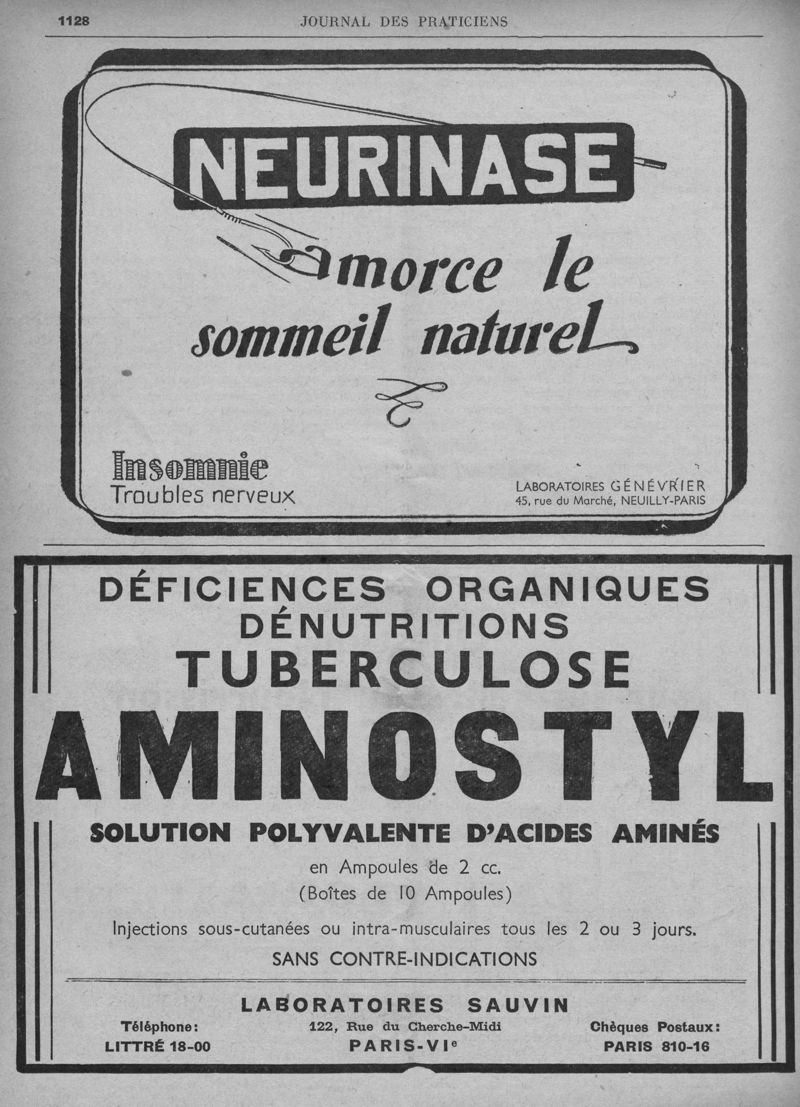 1128
JOURNAL DES PRATICIENS
NEURINASE
amorce le
sommeil naturel
Insomnie
Troubles nerveux
LABORATOIRES GÉNÉVRIER
45, rue du Marché, NEUILLY-PARIS
DÉFICIENCES ORGANIQUES
DÉNUTRITIONS
TUBERCULOSE
AMINOSTYL
SOLUTION POLYVALENTE D'ACIDES AMINÉS
en Ampoules de 2 cc.
(Boîtes de 10 Ampoules)
Injections sous-cutanées ou intra-musculaires tous les 2 ou 3 jours.
SANS CONTRE-INDICATIONS
LABORATOIRES SAUVIN
Téléphone:
122, Rue du Cherche-Midi
Chèques Postaux:
LITTRÉ 18-00
PARIS-VIe
PARIS 810-16